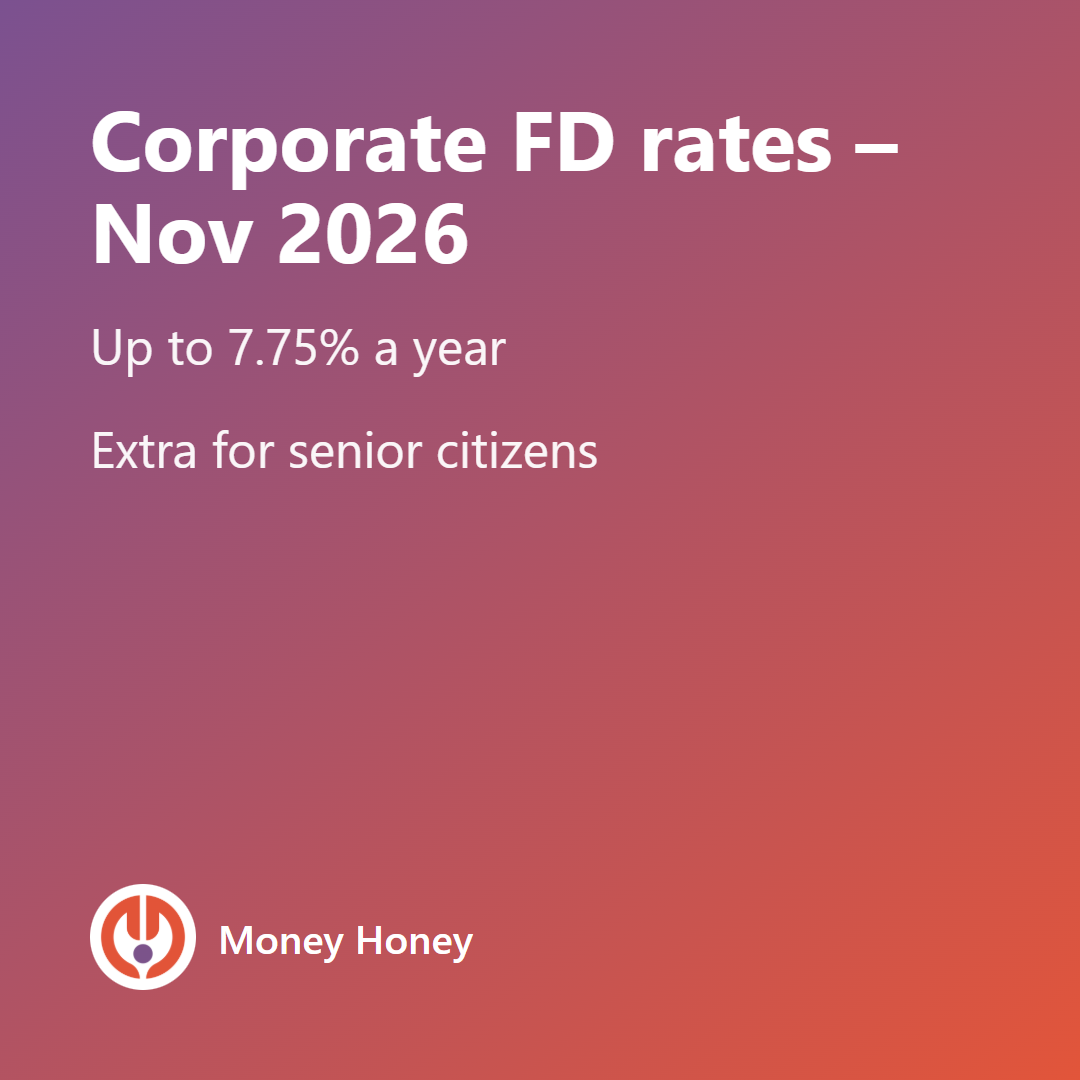 Corporate FD rates –
Nov 2026
Up to 7.75% a year
Extra for senior citizens
Money Honey